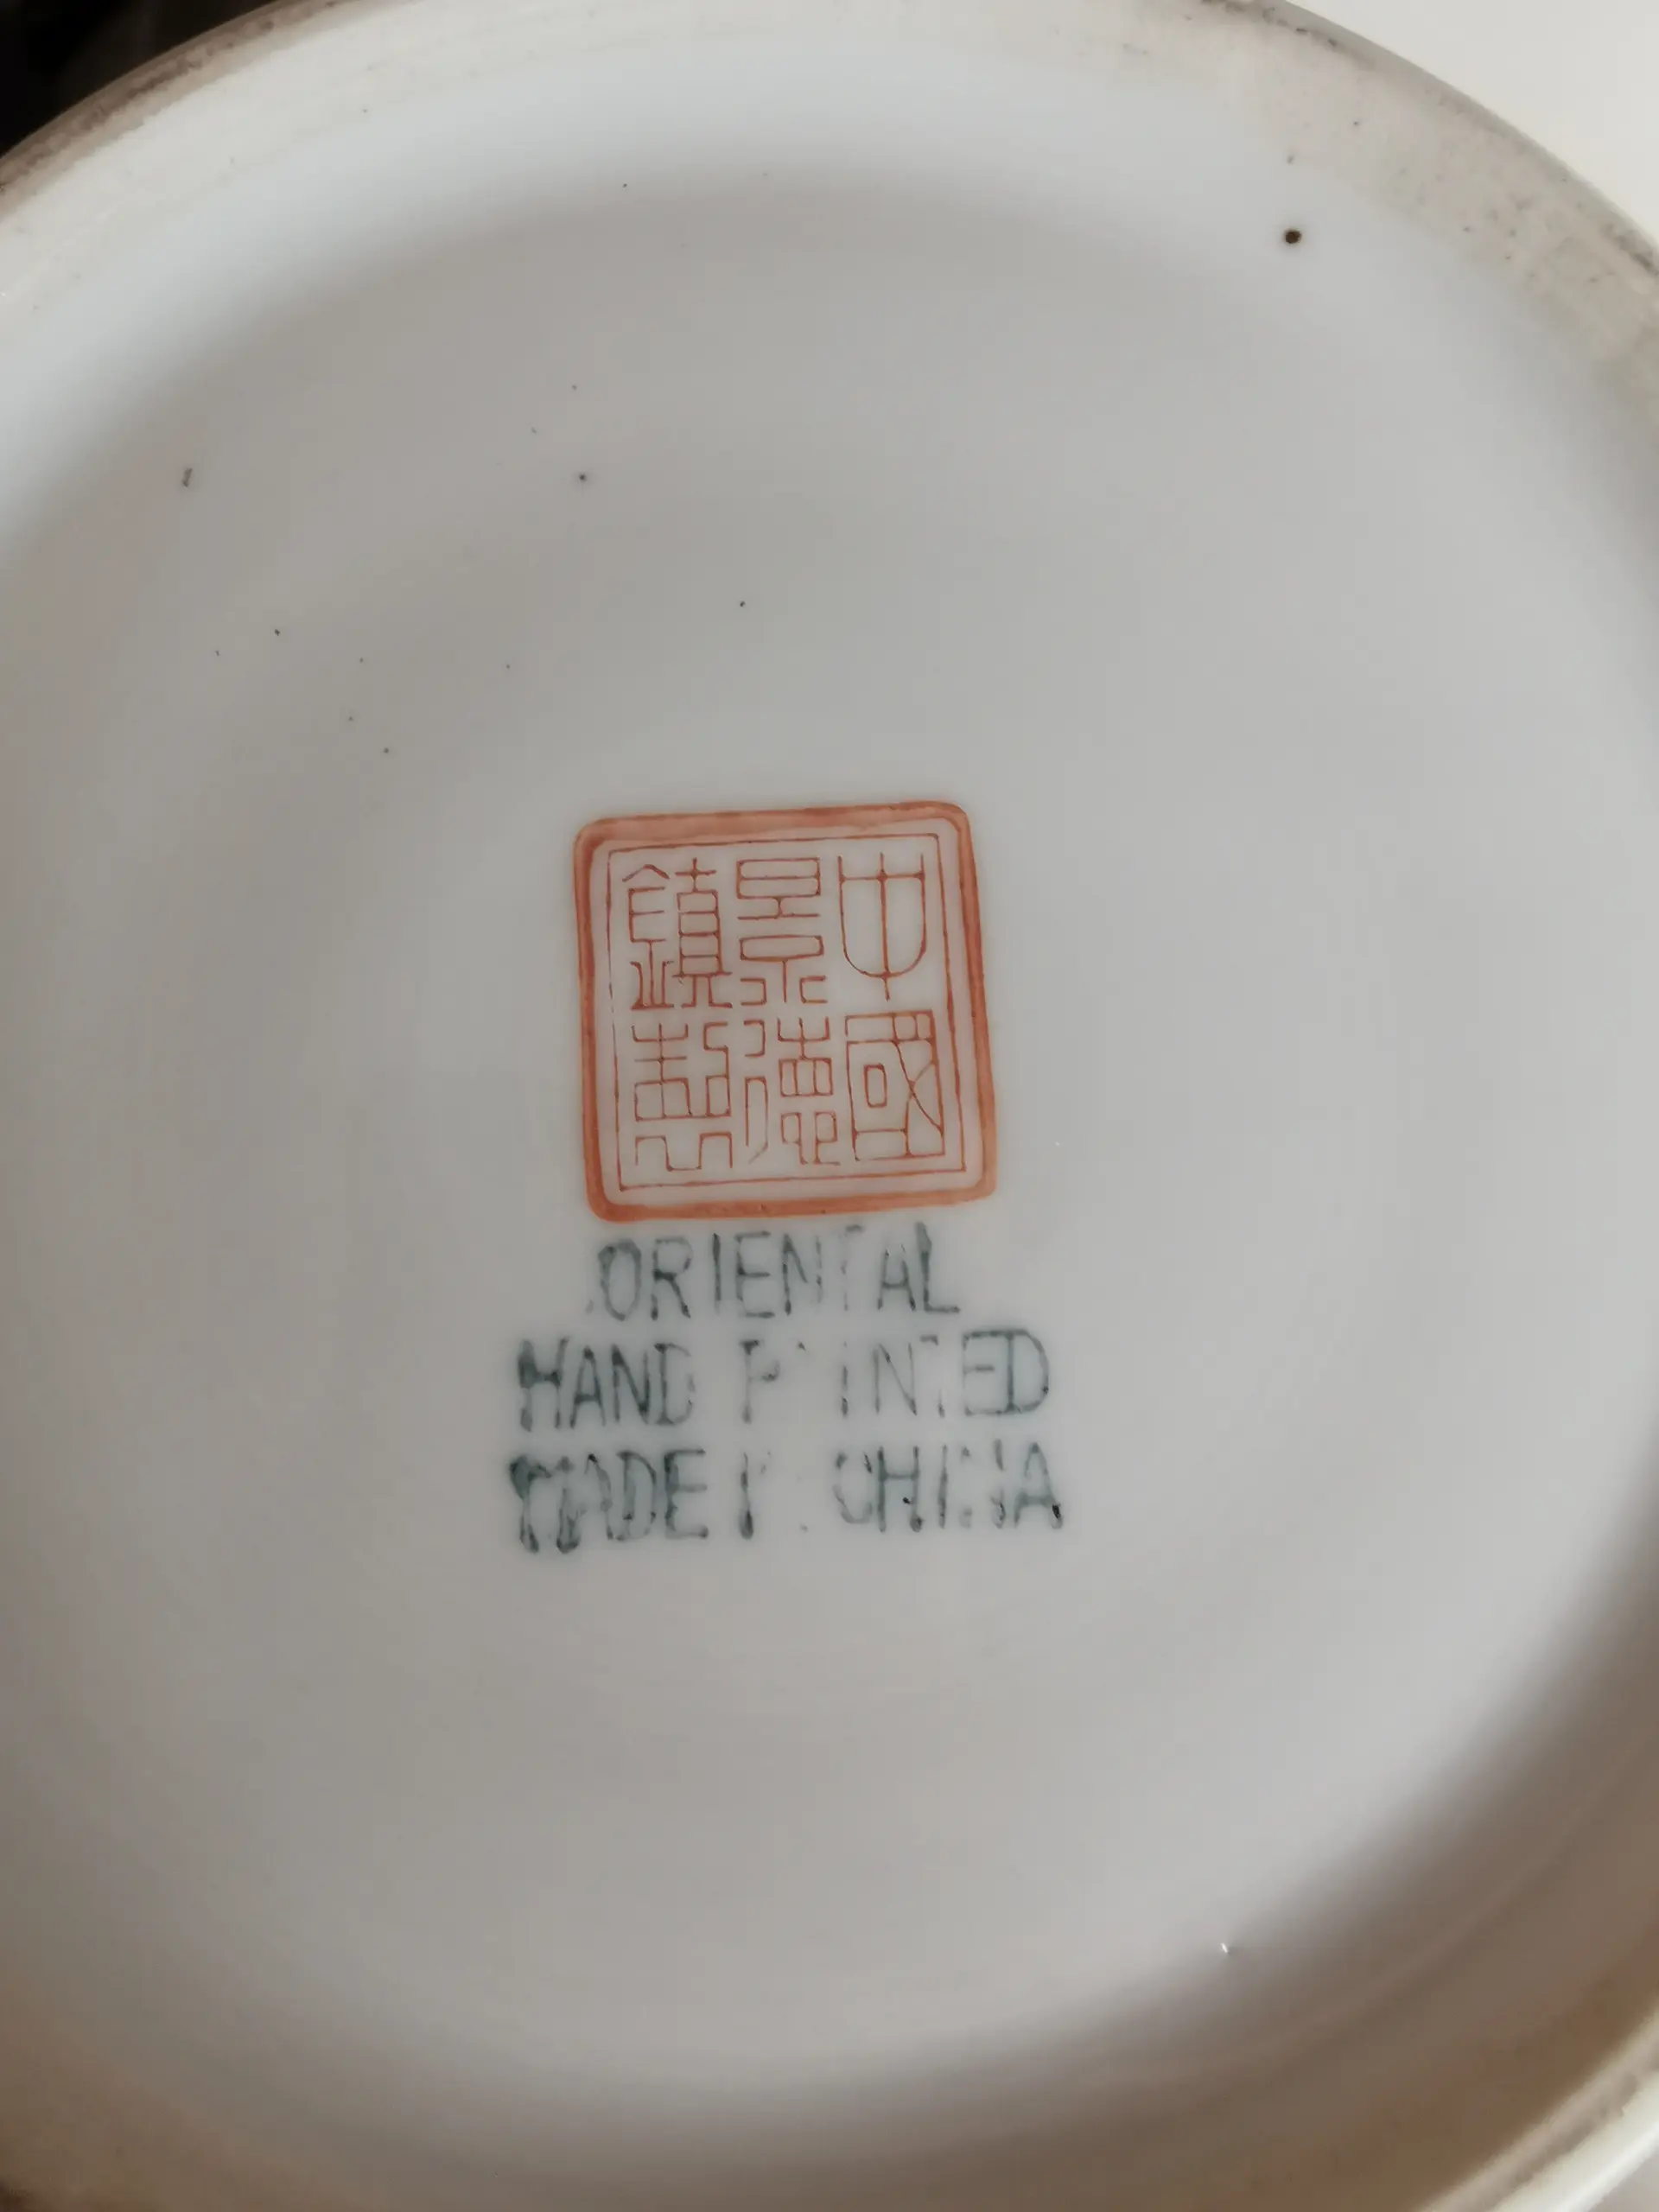 中國
景德
鎮製
ORIENTAL
HAND PAINTED
MADE IN CHINA